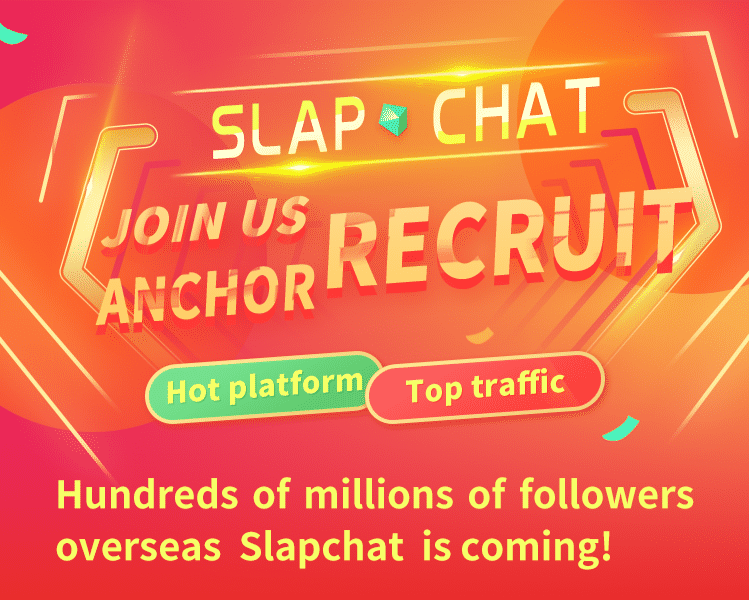 SLAP CHAT
JOIN US
ANCHOR RECRUIT
Hot platform Top traffic
Hundreds of millions of followers
overseas Slapchat is coming!